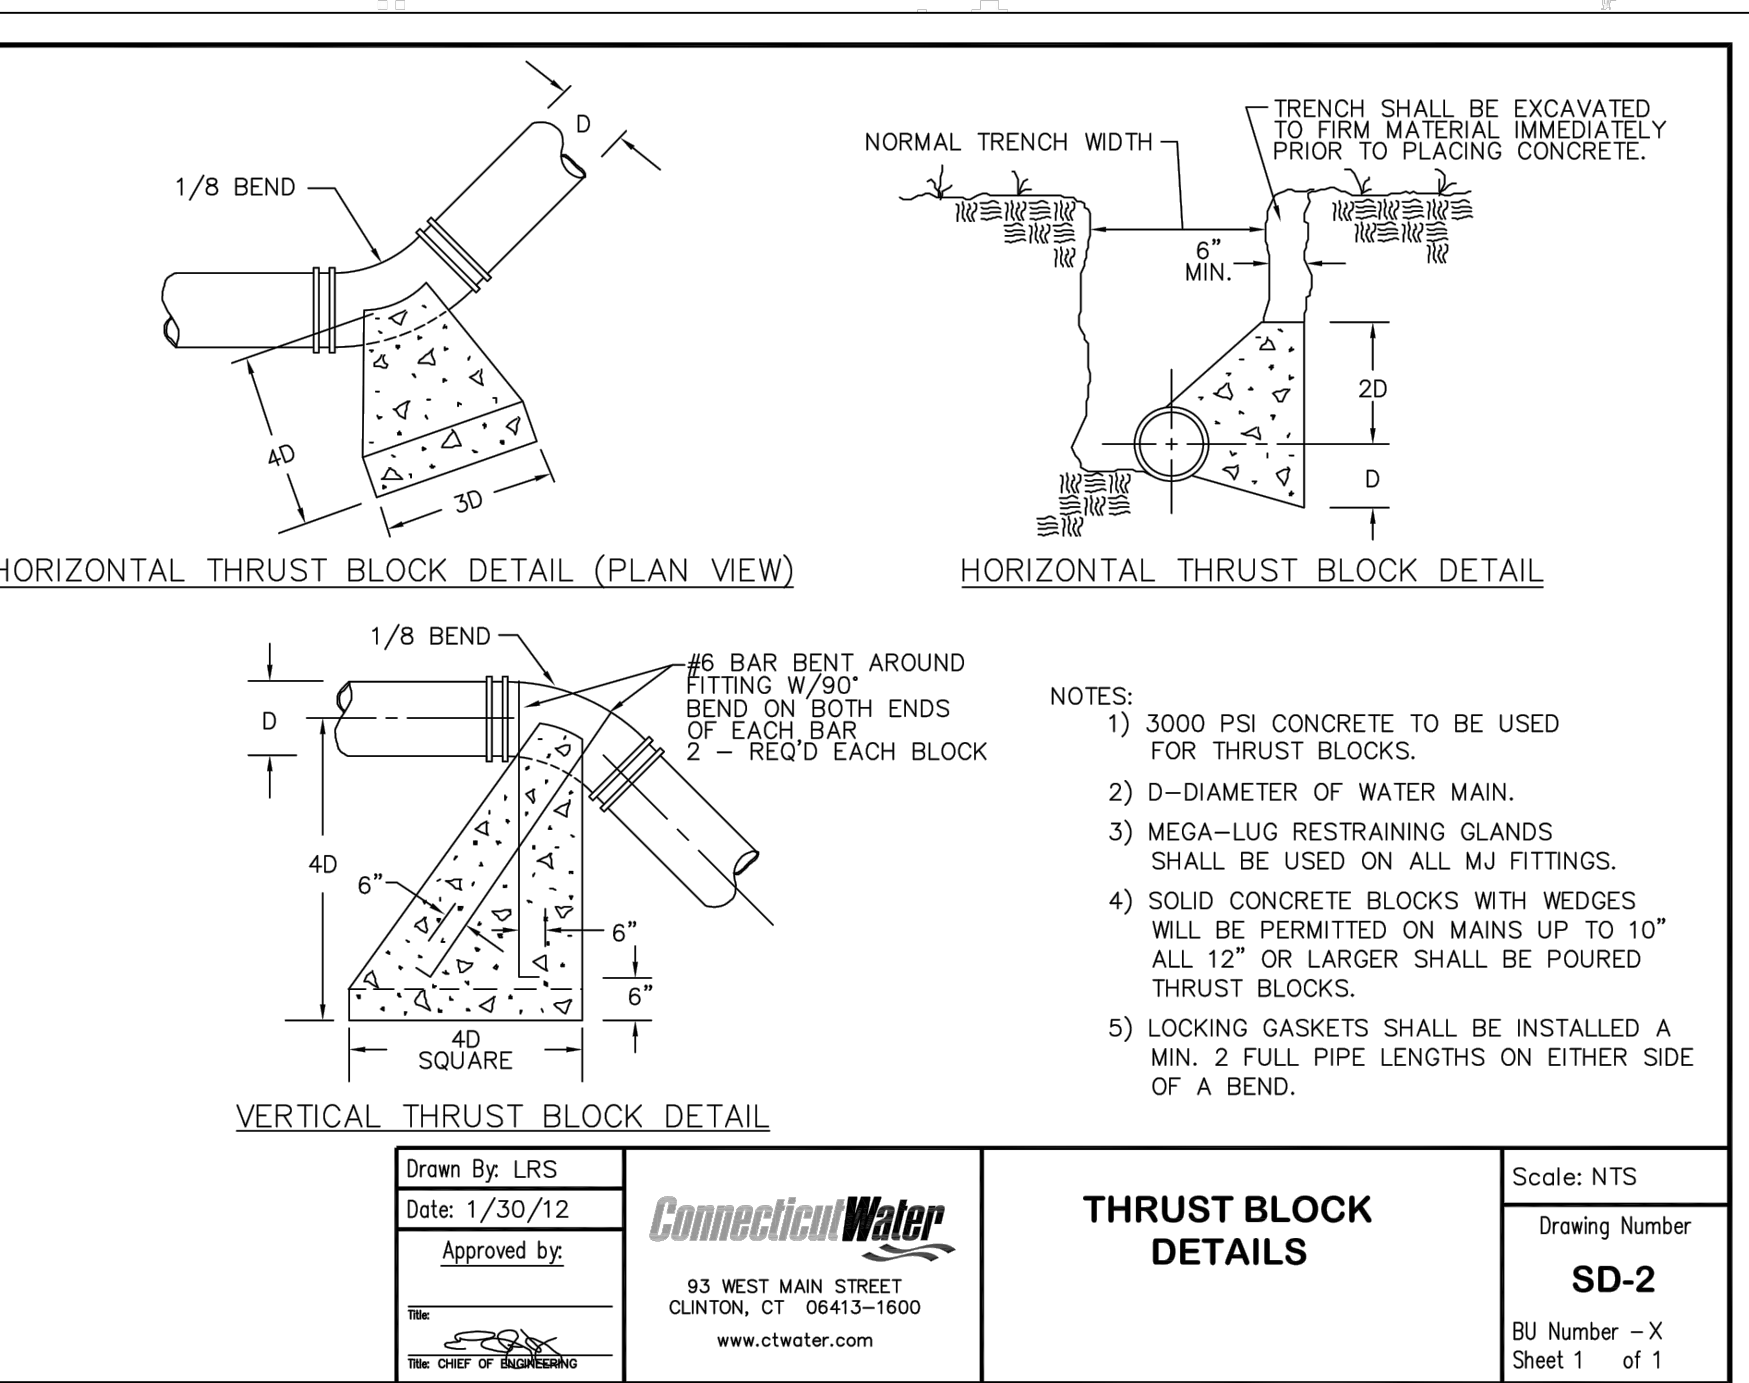 D
1/8 BEND
4D
3D
HORIZONTAL THRUST BLOCK DETAIL (PLAN VIEW)
NORMAL TRENCH WIDTH
TRENCH SHALL BE EXCAVATED
TO FIRM MATERIAL IMMEDIATELY
PRIOR TO PLACING CONCRETE.
6"
MIN.
2D
D
HORIZONTAL THRUST BLOCK DETAIL
1/8 BEND
#6 BAR BENT AROUND
FITTING W/90°
BEND ON BOTH ENDS
OF EACH BAR
2 – REQ'D EACH BLOCK
D
4D
6"
6"
6"
4D
SQUARE
VERTICAL THRUST BLOCK DETAIL
NOTES:
1) 3000 PSI CONCRETE TO BE USED
FOR THRUST BLOCKS.
2) D–DIAMETER OF WATER MAIN.
3) MEGA–LUG RESTRAINING GLANDS
SHALL BE USED ON ALL MJ FITTINGS.
4) SOLID CONCRETE BLOCKS WITH WEDGES
WILL BE PERMITTED ON MAINS UP TO 10"
ALL 12" OR LARGER SHALL BE POURED
THRUST BLOCKS.
5) LOCKING GASKETS SHALL BE INSTALLED A
MIN. 2 FULL PIPE LENGTHS ON EITHER SIDE
OF A BEND.
Drawn By: LRS
Date: 1/30/12
Approved by:
Title:
Title: CHIEF OF ENGINEERING
ConnecticutWater
93 WEST MAIN STREET
CLINTON, CT 06413–1600
www.ctwater.com
THRUST BLOCK
DETAILS
Scale: NTS
Drawing Number
SD-2
BU Number – X
Sheet 1 of 1